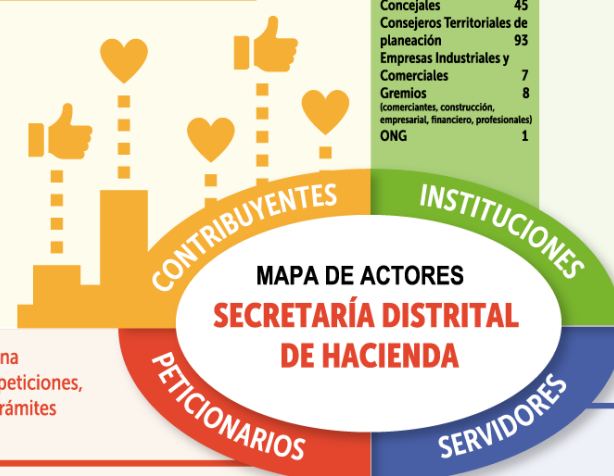 Concejales 45
Consejeros Territoriales de
planeación 93
Empresas Industriales y
Comerciales 7
Gremios 8
(comerciantes, construcción,
empresarial, financiero, profesionales)
ONG 1
CONTRIBUYENTES
INSTITUCIONES
MAPA DE ACTORES
SECRETARÍA DISTRITAL
DE HACIENDA
na
peticiones,
rámites
PETICIONARIOS
SERVIDORES